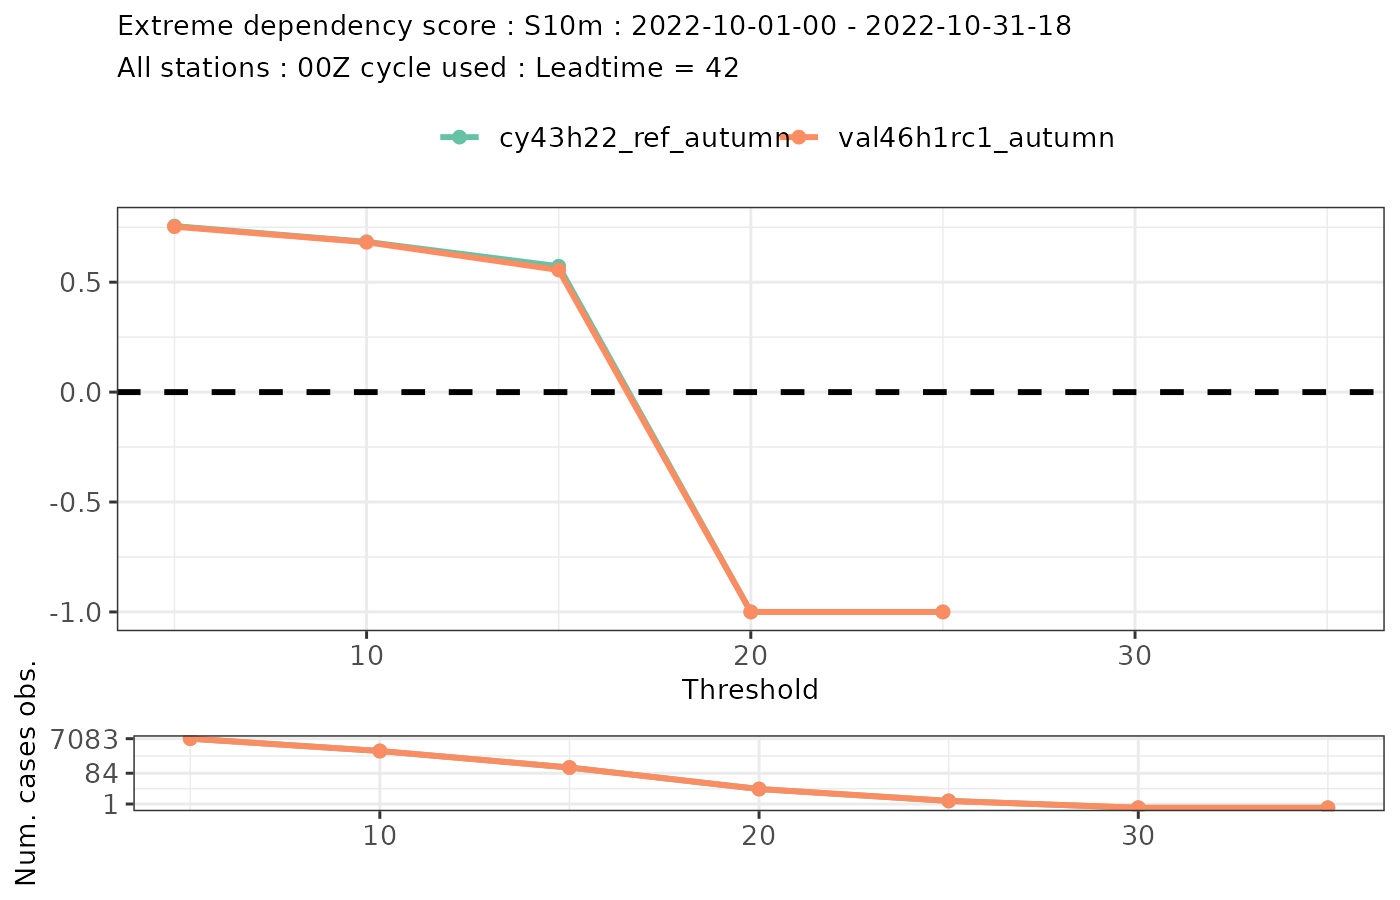 Extreme dependency score : S10m : 2022-10-01-00 - 2022-10-31-18
All stations : 00Z cycle used : Leadtime = 42
cy43h22_ref_autumn val46h1rc1_autumn
0.5
0.0
-0.5
-1.0
10 20 30
Threshold
Num. cases obs.
7083
84
1
10 20 30